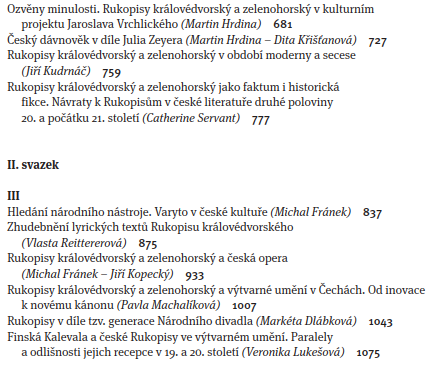 Ozvěny minulosti. Rukopisy královédvorský a zelenohorský v kulturním
projektu Jaroslava Vrchlického (Martin Hrdina) 681
Český dávnověk v díle Julia Zeyera (Martin Hrdina – Dita Křišťanová) 727
Rukopisy královédvorský a zelenohorský v období moderny a secese
(Jiří Kudrnáč) 759
Rukopisy královédvorský a zelenohorský jako faktum i historická
fikce. Návraty k Rukopisům v české literatuře druhé poloviny
20. a počátku 21. století (Catherine Servant) 777
II. svazek
III
Hledání národního nástroje. Varyto v české kultuře (Michal Fránek) 837
Zhudebnění lyrických textů Rukopisu královédvorského
(Vlasta Reittererová) 875
Rukopisy královédvorský a zelenohorský a česká opera
(Michal Fránek – Jiří Kopecký) 933
Rukopisy královédvorský a zelenohorský a výtvarné umění v Čechách. Od inovace
k novému kánonu (Pavla Machalíková) 1007
Rukopisy v díle tzv. generace Národního divadla (Markéta Dlábková) 1043
Finská Kalevala a české Rukopisy ve výtvarném umění. Paralely
a odlišnosti jejich recepce v 19. a 20. století (Veronika Lukešová) 1075